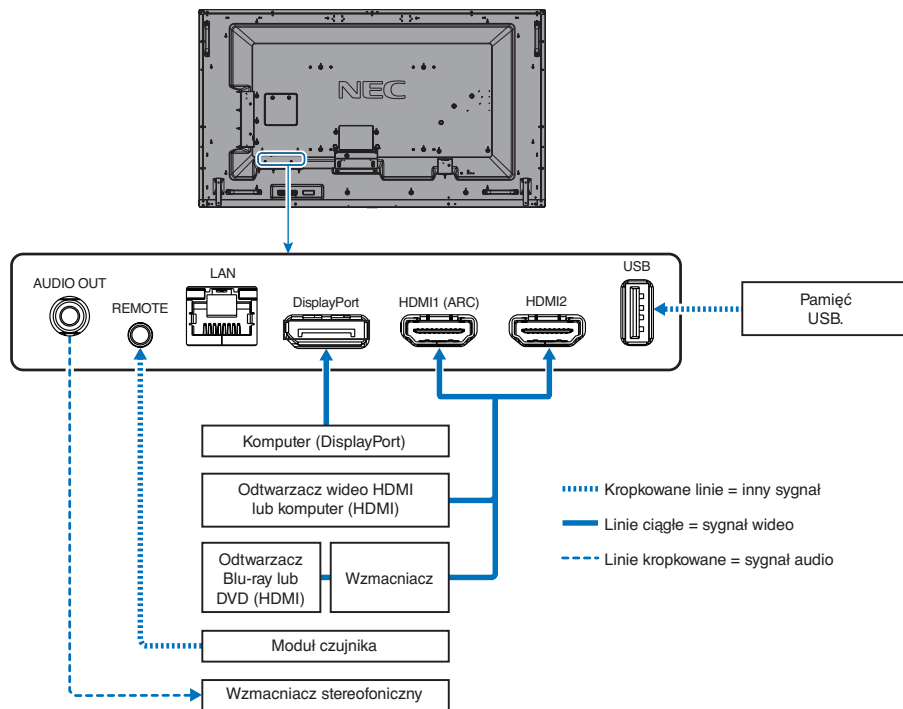 NEC
AUDIO OUT
REMOTE
LAN
DisplayPort
HDMI1 (ARC)
HDMI2
USB
Pamięć
USB.
Komputer (DisplayPort)
Odtwarzacz wideo HDMI
lub komputer (HDMI)
Odtwarzacz
Blu-ray lub
DVD (HDMI)
Wzmacniacz
Moduł czujnika
Wzmacniacz stereofoniczny
Kropkowane linie = inny sygnał
Linie ciągłe = sygnał wideo
Linie kropkowane = sygnał audio